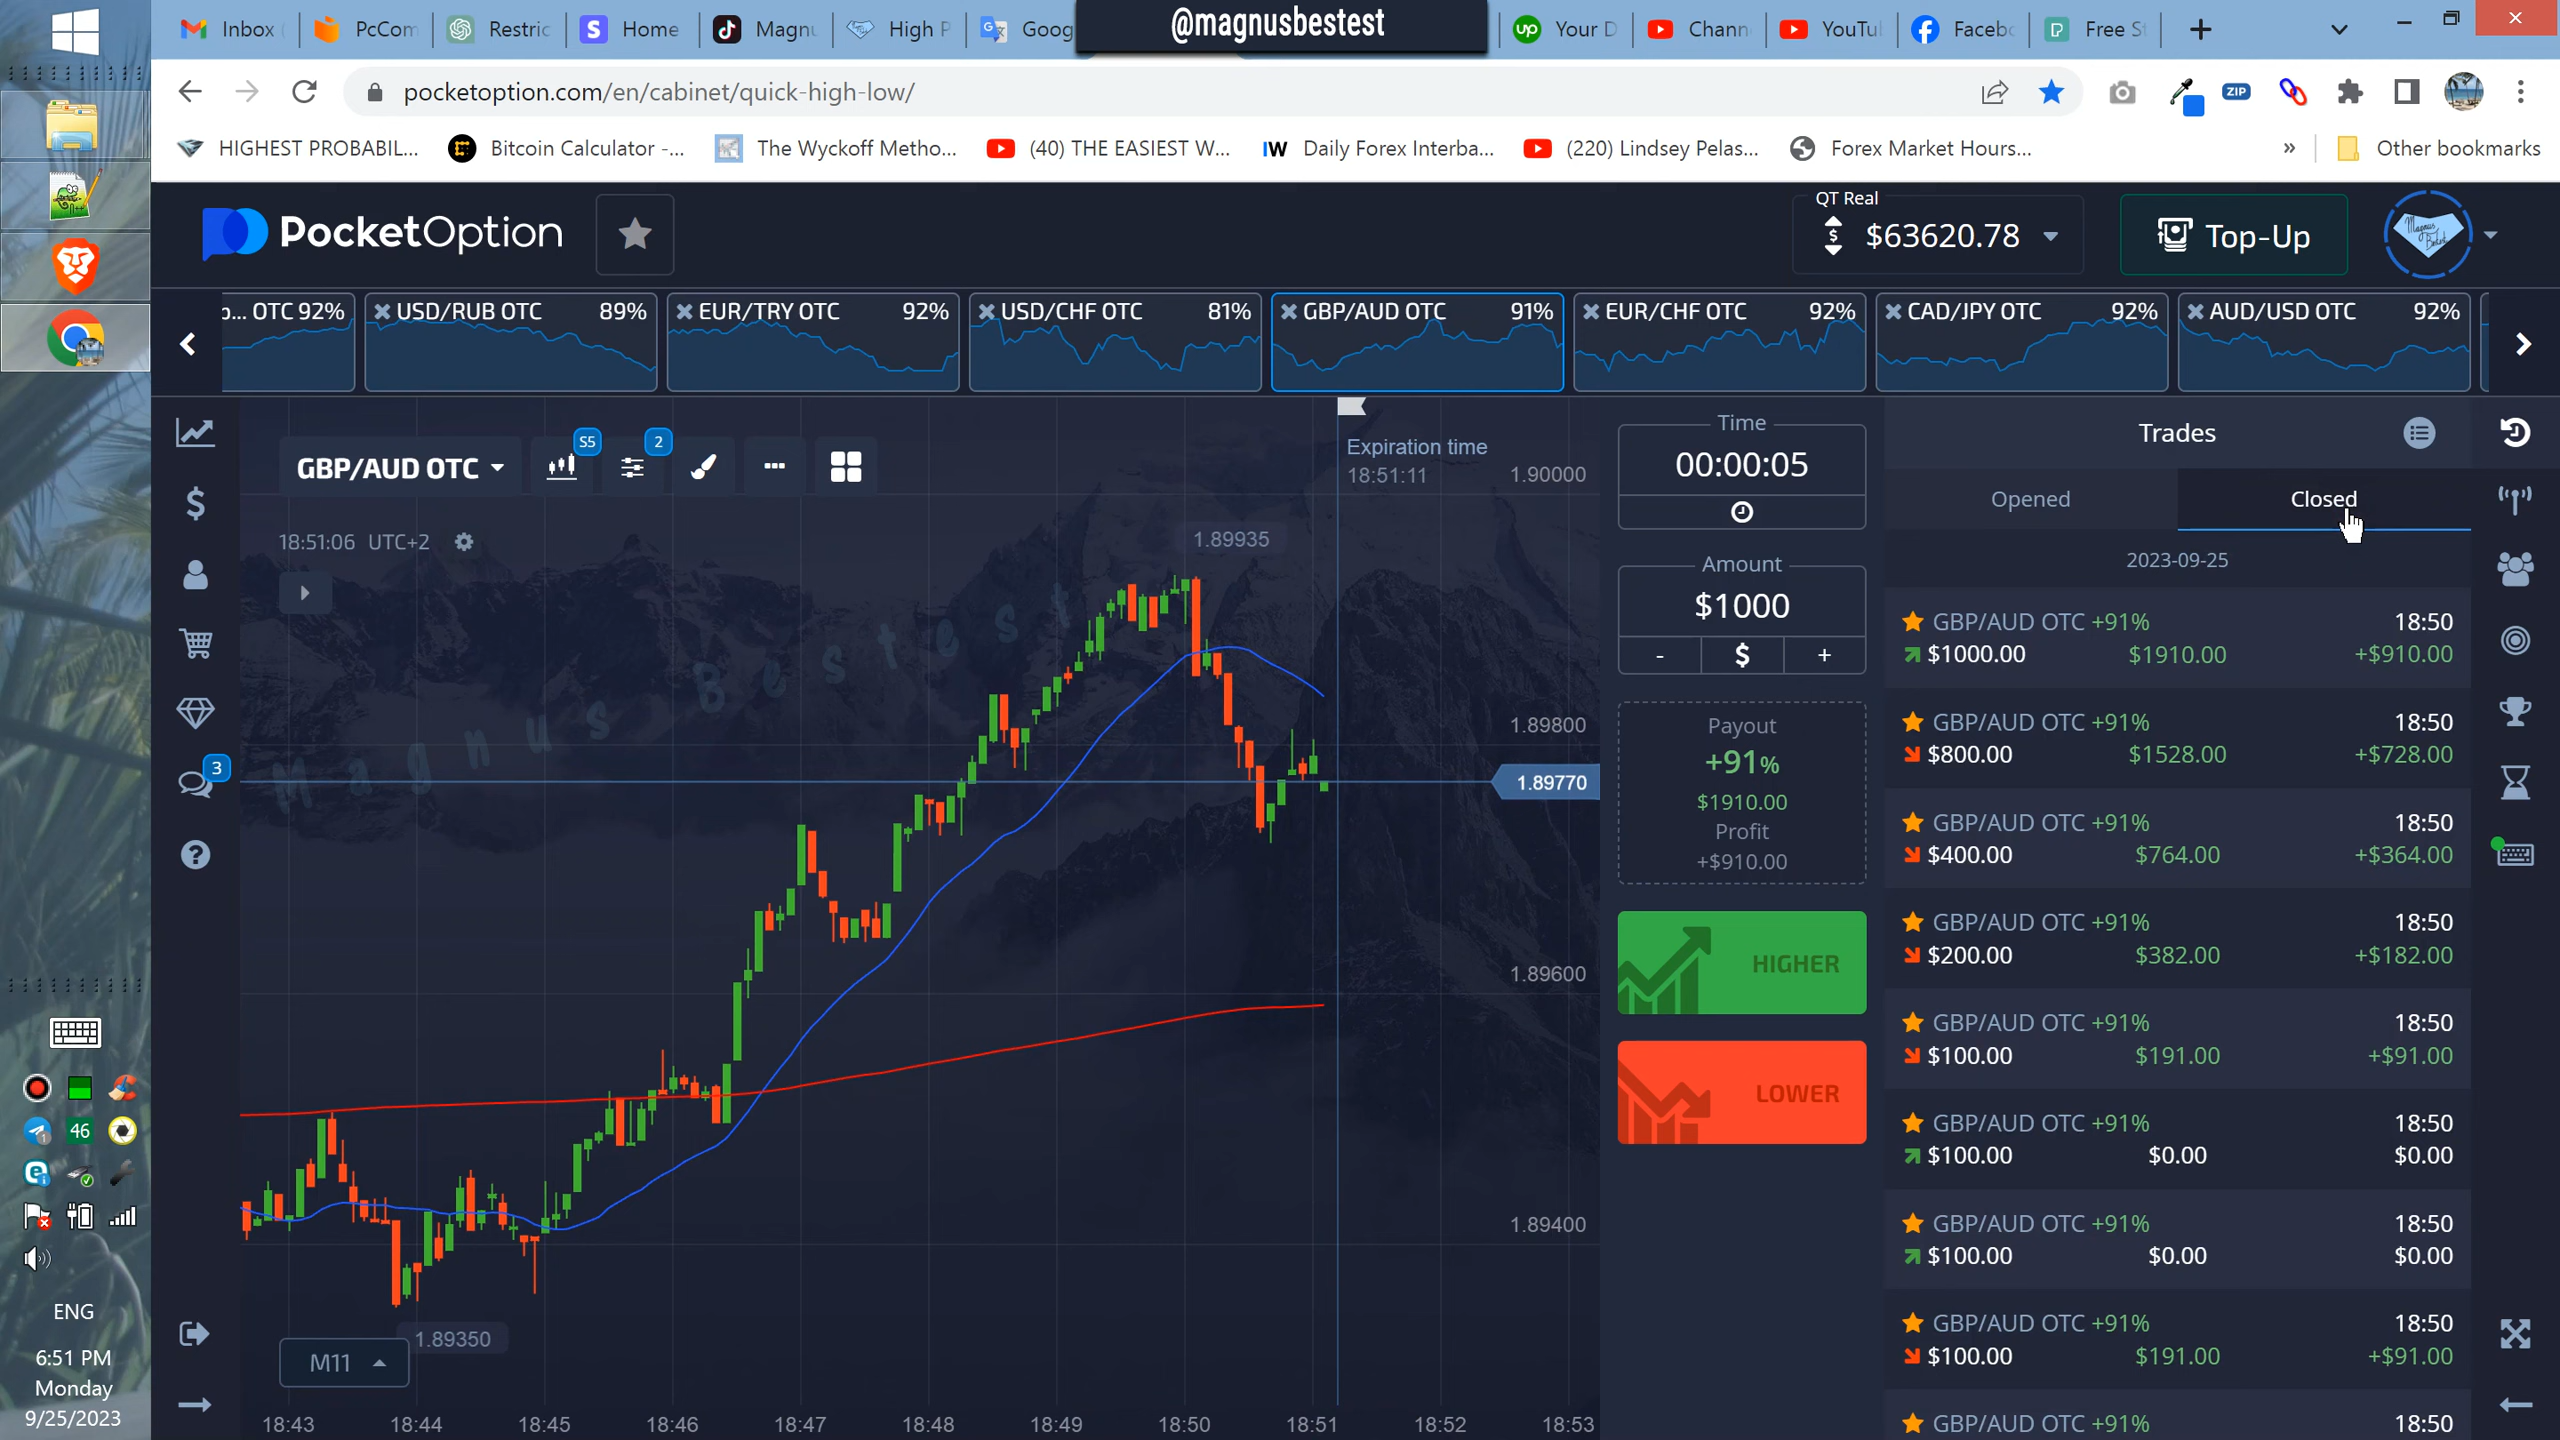 Inbox (
PcCom
Restric
Home
Magnu
High P
Goog
@magnusbestest
Your D
Chann
YouTu
Facebo
Free S
pocketoption.com/en/cabinet/quick-high-low/
ZIP
HIGHEST PROBABIL...
Bitcoin Calculator -...
The Wyckoff Metho...
(40) THE EASIEST W...
IW Daily Forex Interba...
(220) Lindsey Pelas...
Forex Market Hours...
»
Other bookmarks
PocketOption
QT Real
$63620.78
Top-Up
Magnus Bestest
... OTC 92%
USD/RUB OTC 89%
EUR/TRY OTC 92%
USD/CHF OTC 81%
GBP/AUD OTC 91%
EUR/CHF OTC 92%
CAD/JPY OTC 92%
AUD/USD OTC 92%
GBP/AUD OTC
S5
2
Expiration time
18:51:11
18:51:06 UTC+2
Magnus Bestest
1.89935
1.90000
1.89800
1.89770
1.89600
1.89400
1.89350
M11
18:43
18:44
18:45
18:46
18:47
18:48
18:49
18:50
18:51
18:52
18:53
3
Time
00:00:05
Amount
$1000
- $ +
Payout
+91%
$1910.00
Profit
+$910.00
HIGHER
LOWER
Trades
Opened
Closed
2023-09-25
GBP/AUD OTC +91% 18:50
$1000.00 $1910.00 +$910.00
GBP/AUD OTC +91% 18:50
$800.00 $1528.00 +$728.00
GBP/AUD OTC +91% 18:50
$400.00 $764.00 +$364.00
GBP/AUD OTC +91% 18:50
$200.00 $382.00 +$182.00
GBP/AUD OTC +91% 18:50
$100.00 $191.00 +$91.00
GBP/AUD OTC +91% 18:50
$100.00 $0.00 $0.00
GBP/AUD OTC +91% 18:50
$100.00 $0.00 $0.00
GBP/AUD OTC +91% 18:50
$100.00 $191.00 +$91.00
GBP/AUD OTC +91% 18:50
46
ENG
6:51 PM
Monday
9/25/2023